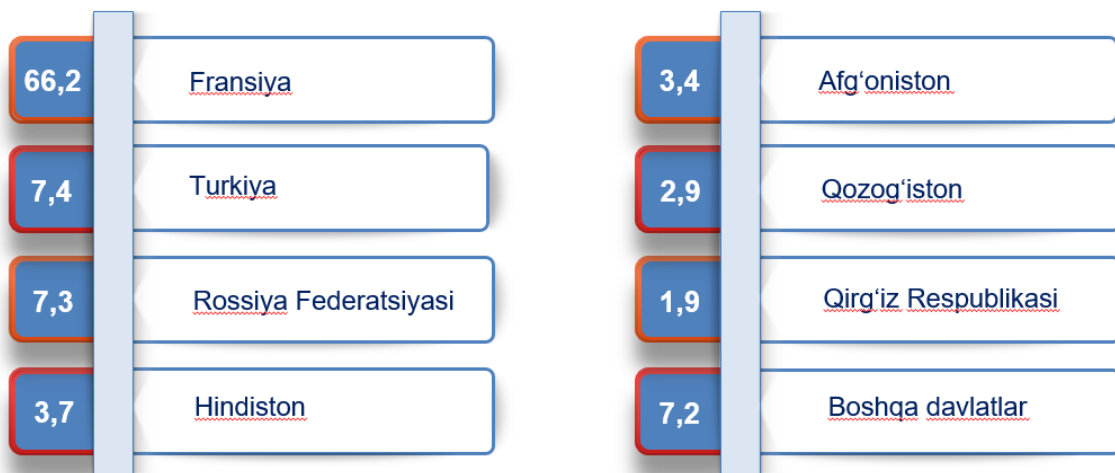 66,2 Fransiya
7,4 Turkiya
7,3 Rossiya Federatsiyasi
3,7 Hindiston
3,4 Afg‘oniston
2,9 Qozog‘iston
1,9 Qirg‘iz Respublikasi
7,2 Boshqa davlatlar